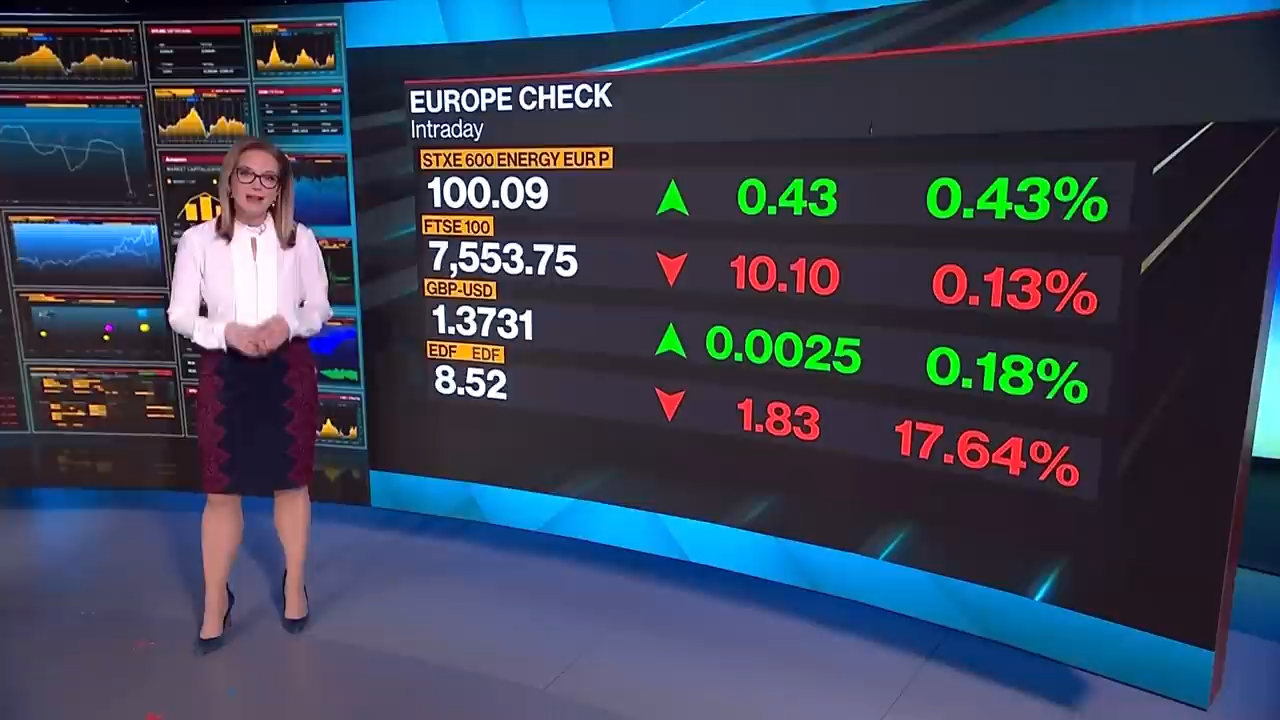 EUROPE CHECK
Intraday
STXE 600 ENERGY EUR P
100.09 0.43 0.43%
FTSE 100
7,553.75 10.10 0.13%
GBP-USD
1.3731 0.0025 0.18%
EDF EDF
8.52 1.83 17.64%
Amazon